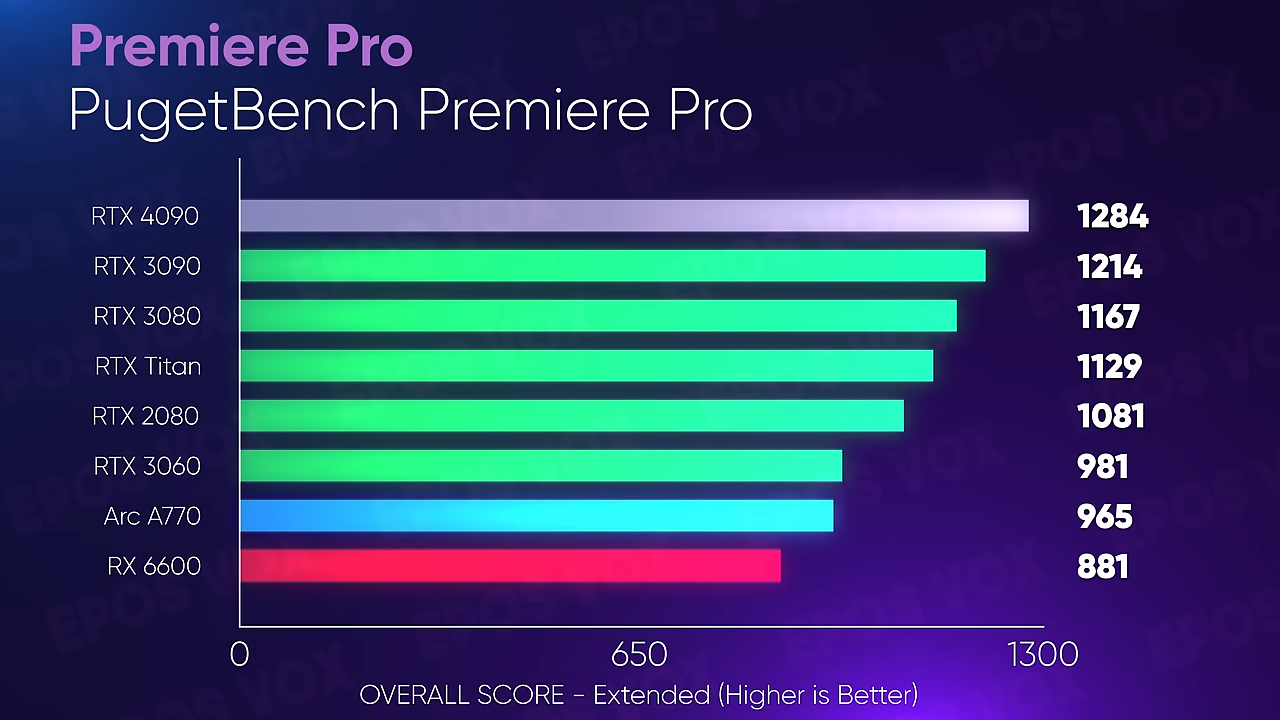 Premiere Pro
PugetBench Premiere Pro
RTX 4090 1284
RTX 3090 1214
RTX 3080 1167
RTX Titan 1129
RTX 2080 1081
RTX 3060 981
Arc A770 965
RX 6600 881
0 650 1300
OVERALL SCORE - Extended (Higher is Better)
EPOS VOX